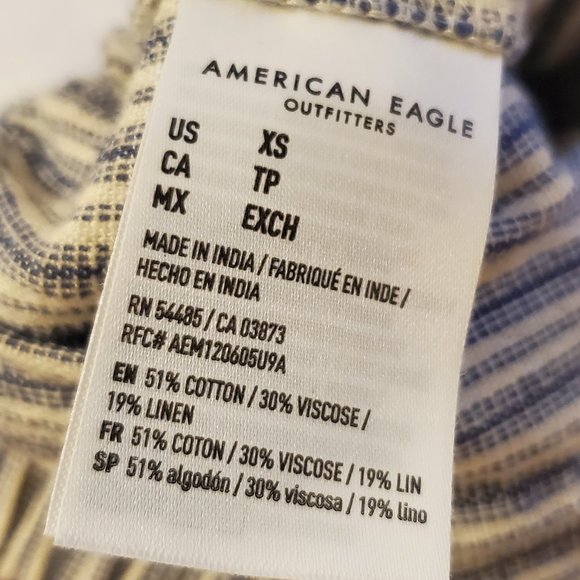 AMERICAN EAGLE
OUTFITTERS
US XS
CA TP
MX EXCH
MADE IN INDIA / FABRIQUÉ EN INDE /
HECHO EN INDIA
RN 54485 / CA 03873
RFC# AEM120605U9A
EN 51% COTTON / 30% VISCOSE /
19% LINEN
FR 51% COTON / 30% VISCOSE / 19% LIN
SP 51% algodón / 30% viscosa / 19% lino